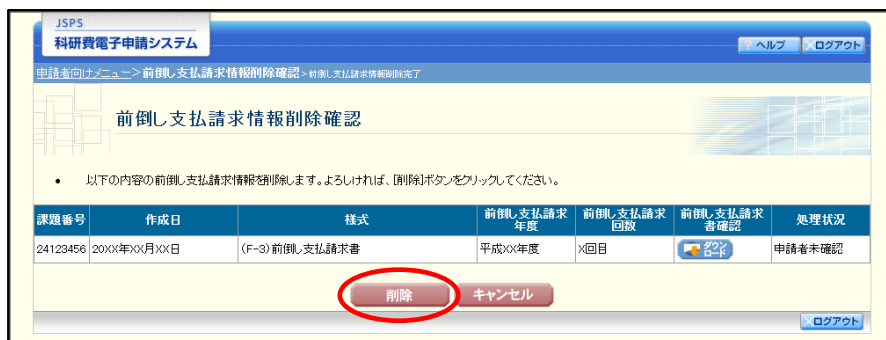 JSPS
科研費電子申請システム
ヘルプ ログアウト
申請者向けメニュー>前倒し支払請求情報削除確認>前倒し支払請求情報削除完了
前倒し支払請求情報削除確認
• 以下の内容の前倒し支払請求情報を削除します。よろしければ、[削除]ボタンをクリックしてください。
課題番号 作成日 様式 前倒し支払請求年度 前倒し支払請求回数 前倒し支払請求書確認 処理状況
24123456 20XX年XX月XX日 (F-3)前倒し支払請求書 平成XX年度 X回目 ダウンロード 申請者未確認
削除 キャンセル
ログアウト